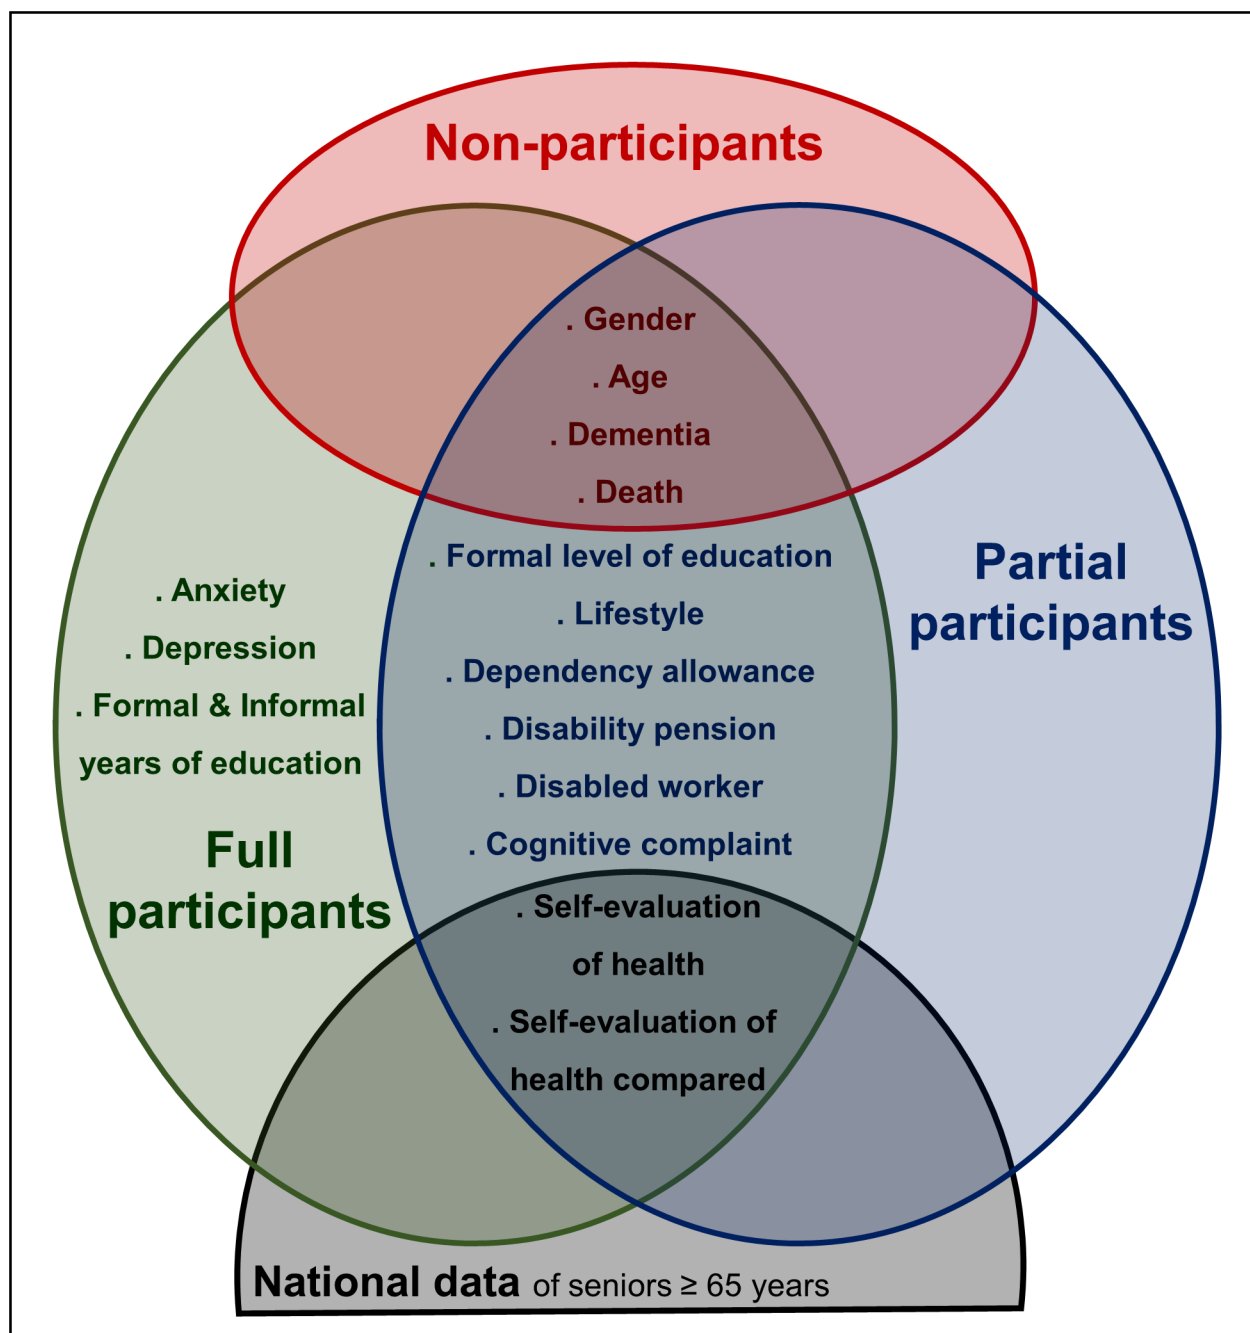 Non-participants
. Gender
. Age
. Dementia
. Death
. Anxiety
. Depression
. Formal & Informal
years of education
Full
participants
. Formal level of education
. Lifestyle
. Dependency allowance
. Disability pension
. Disabled worker
. Cognitive complaint
Partial
participants
. Self-evaluation
of health
. Self-evaluation of
health compared
National data of seniors ≥ 65 years